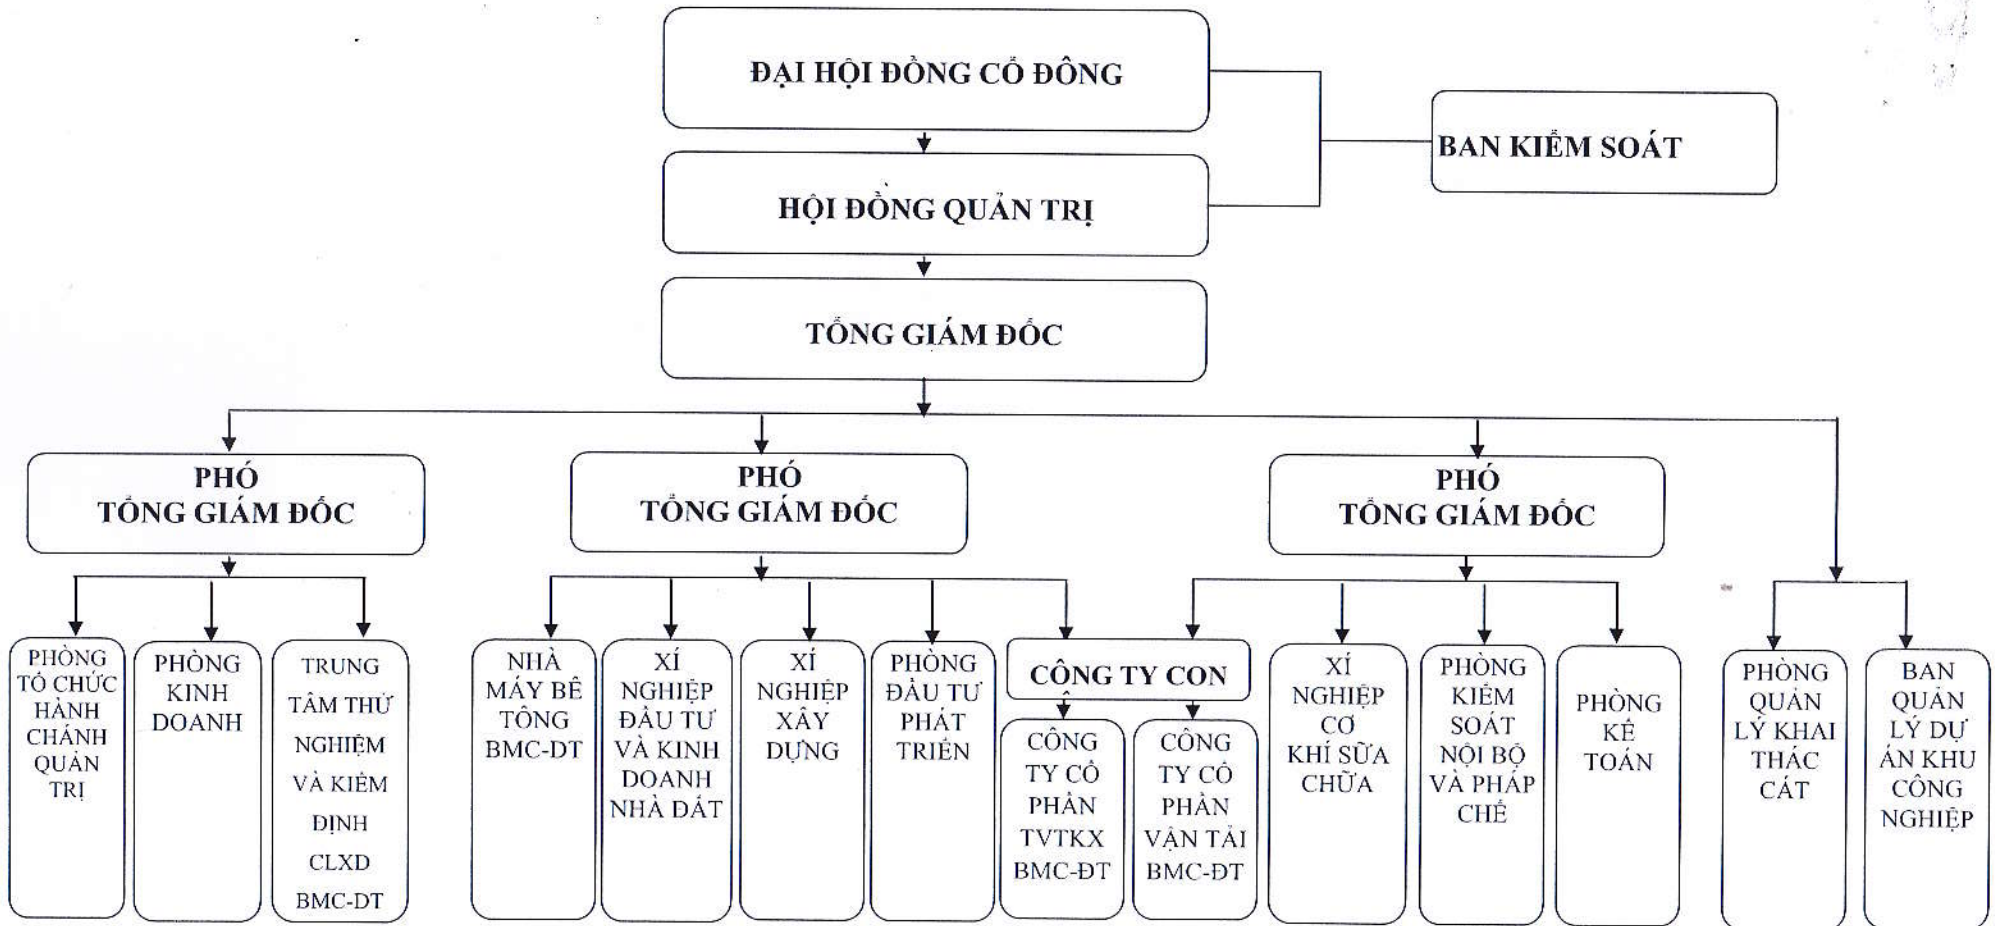 ĐẠI HỘI ĐỒNG CỔ ĐÔNG
BAN KIỂM SOÁT
HỘI ĐỒNG QUẢN TRỊ
TỔNG GIÁM ĐỐC
PHÓ
TỔNG GIÁM ĐỐC
PHÓ
TỔNG GIÁM ĐỐC
PHÓ
TỔNG GIÁM ĐỐC
PHÒNG
TỔ CHỨC
HÀNH
CHÁNH
QUẢN
TRỊ
PHÒNG
KINH
DOANH
TRUNG
TÂM THỬ
NGHIỆM
VÀ KIỂM
ĐỊNH
CLXD
BMC-DT
NHÀ
MÁY BÊ
TÔNG
BMC-DT
XÍ
NGHIỆP
ĐẦU TƯ
VÀ KINH
DOANH
NHÀ ĐẤT
XÍ
NGHIỆP
XÂY
DỰNG
PHÒNG
ĐẦU TƯ
PHÁT
TRIỂN
CÔNG TY CON
CÔNG
TY CỔ
PHẦN
TVTKX
BMC-ĐT
CÔNG
TY CỔ
PHẦN
VẬN TẢI
BMC-ĐT
XÍ
NGHIỆP
CƠ
KHÍ SỮA
CHỮA
PHÒNG
KIỂM
SOÁT
NỘI BỘ
VÀ PHÁP
CHẾ
PHÒNG
KẾ
TOÁN
PHÒNG
QUẢN
LÝ KHAI
THÁC
CÁT
BAN
QUẢN
LÝ DỰ
ÁN KHU
CÔNG
NGHIỆP